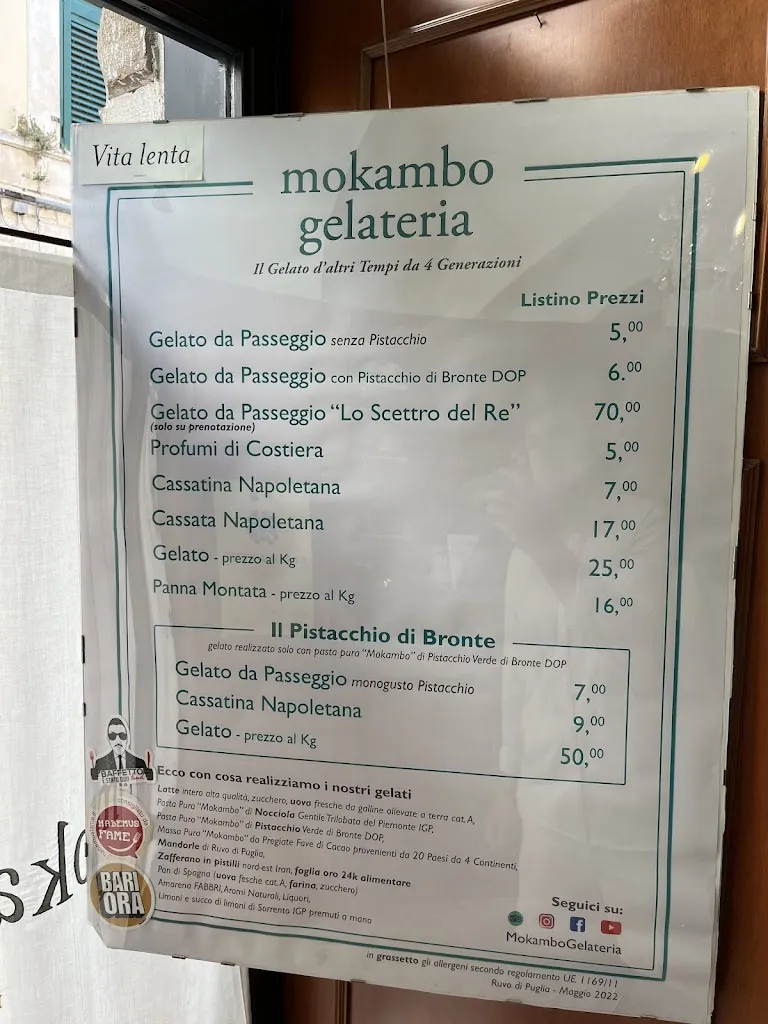 Vita lenta
mokambo
gelateria
Il Gelato d'altri Tempi da 4 Generazioni
Listino Prezzi
Gelato da Passeggio senza Pistacchio 5,00
Gelato da Passeggio con Pistacchio di Bronte DOP 6.00
Gelato da Passeggio “Lo Scettro del Re” 70,00
(solo su prenotazione)
Profumi di Costiera 5,00
Cassatina Napoletana 7,00
Cassata Napoletana 17,00
Gelato - prezzo al Kg 25,00
Panna Montata - prezzo al Kg 16,00
Il Pistacchio di Bronte
gelato realizzato solo con pasta pura “Mokambo” di Pistacchio Verde di Bronte DOP
Gelato da Passeggio monogusto Pistacchio 7,00
Cassatina Napoletana 9,00
Gelato - prezzo al Kg 50,00
Ecco con cosa realizziamo i nostri gelati
Latte intero alta qualità, zucchero, uova fresche da galline allevate a terra cat. A,
Pasta Pura “Mokambo” di Nocciola Gentile Trilobata del Piemonte IGP,
Pasta Pura “Mokambo” di Pistacchio Verde di Bronte DOP,
Massa Pura “Mokambo” da Pregiate Fave di Cacao provenienti da 20 Paesi da 4 Continenti,
Mandorle di Ruvo di Puglia,
Zafferano in pistilli nord-est Iran, foglia oro 24k alimentare
Pan di Spagna (uova fesche cat. A, farina, zucchero)
Amarena FABBRI, Aromi Naturali, Liquori,
Limoni e succo di limoni di Sorrento IGP premuti a mano
BAFFETTO
È STATO QUI
HABEMUS
FAME
BARI
ORA
Seguici su:
MokamboGelateria
in grassetto gli allergeni secondo regolamento UE 1169/11
Ruvo di Puglia - Maggio 2022